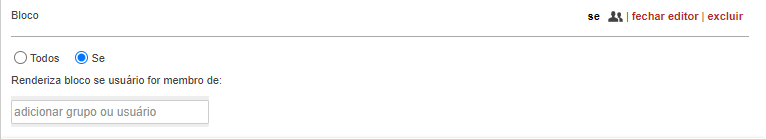 Bloco se | fechar editor | excluir
Todos Se
Renderiza bloco se usuário for membro de:
adicionar grupo ou usuário